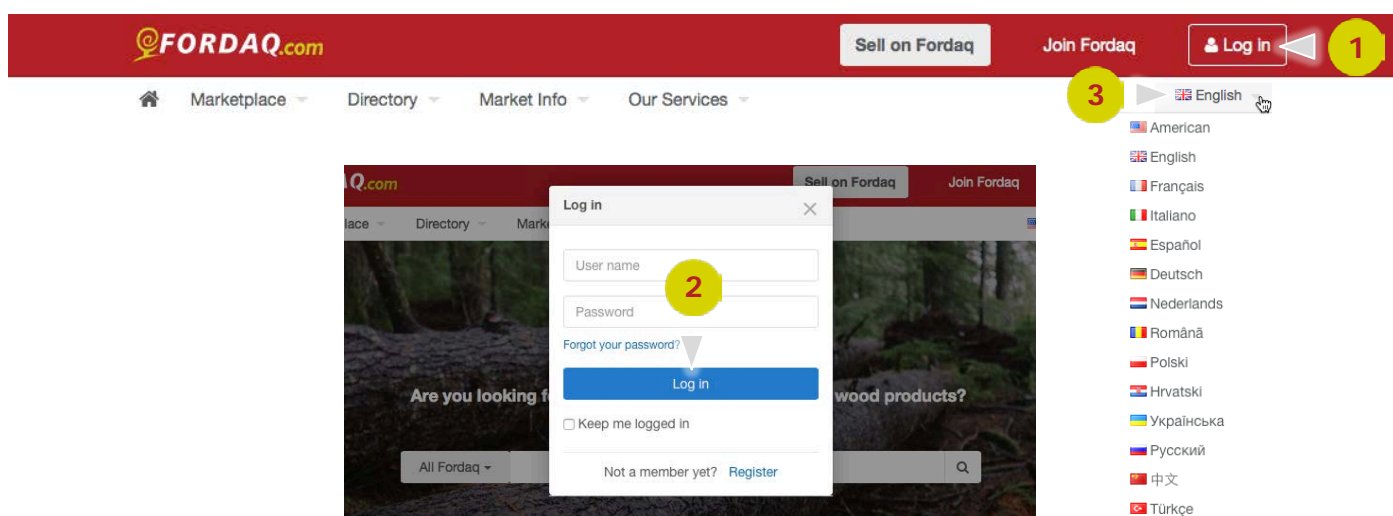 FORDAQ.com
Sell on Fordaq
Join Fordaq
Log in
1
Marketplace
Directory
Market Info
Our Services
3
English
American
English
Français
Italiano
Español
Deutsch
Nederlands
Română
Polski
Hrvatski
Українська
Русский
中文
Türkçe
Q.com
Sell on Fordaq
Join Fordaq
lace
Directory
Mark
Log in
User name
2
Password
Forgot your password?
Log in
Keep me logged in
Not a member yet? Register
Are you looking f
wood products?
All Fordaq